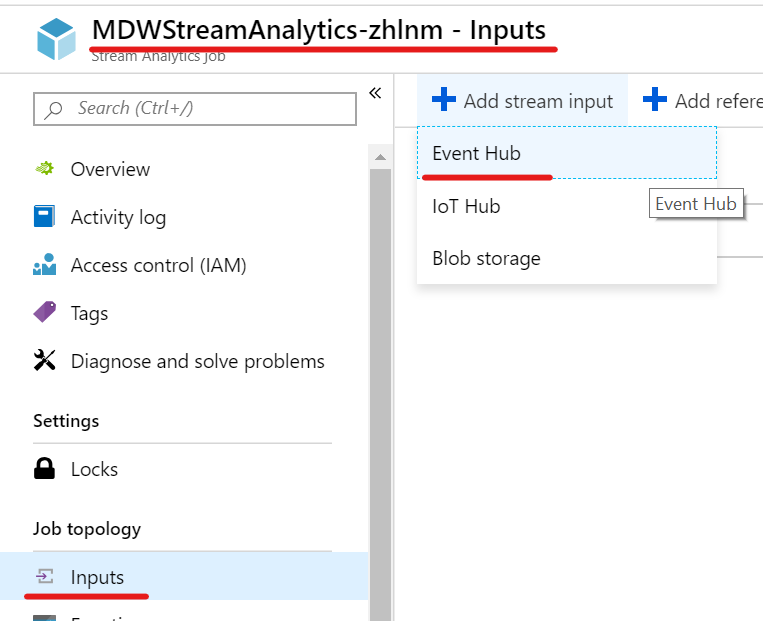 MDWStreamAnalytics-zhlnm - Inputs
Stream Analytics Job
Search (Ctrl+/)
«
Overview
Activity log
Access control (IAM)
Tags
Diagnose and solve problems
Settings
Locks
Job topology
Inputs
Add stream input
Add refere
Event Hub
IoT Hub
Event Hub
Blob storage